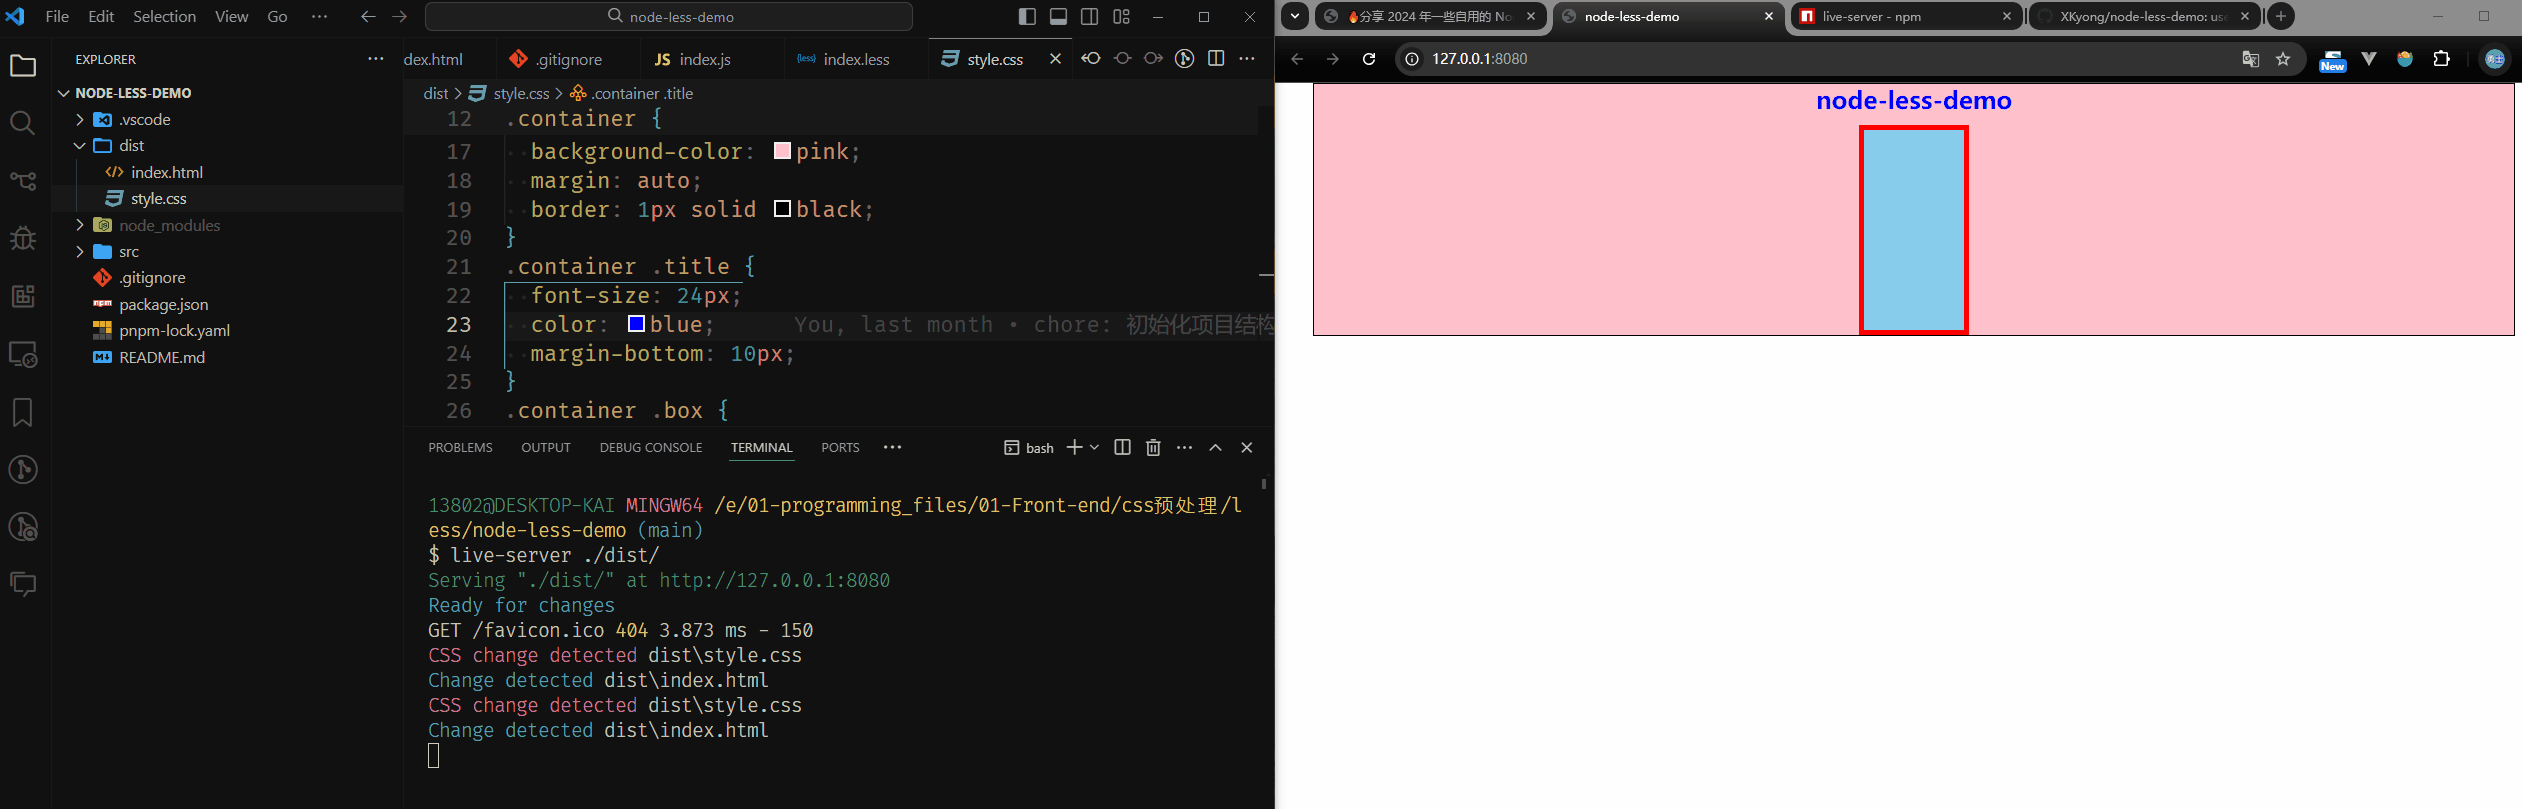 File Edit Selection View Go ··· node-less-demo
EXPLORER ···
NODE-LESS-DEMO
.vscode
dist
index.html
style.css
node_modules
src
.gitignore
package.json
pnpm-lock.yaml
README.md
dex.html .gitignore JS index.js {less} index.less style.css
dist > style.css > .container .title
12 .container {
17 background-color: pink;
18 margin: auto;
19 border: 1px solid black;
20 }
21 .container .title {
22 font-size: 24px;
23 color: blue; You, last month • chore: 初始化项目结构
24 margin-bottom: 10px;
25 }
26 .container .box {
PROBLEMS OUTPUT DEBUG CONSOLE TERMINAL PORTS ··· bash
13802@DESKTOP-KAI MINGW64 /e/01-programming_files/01-Front-end/css预处理/l
ess/node-less-demo (main)
$ live-server ./dist/
Serving "./dist/" at http://127.0.0.1:8080
Ready for changes
GET /favicon.ico 404 3.873 ms - 150
CSS change detected dist\style.css
Change detected dist\index.html
CSS change detected dist\style.css
Change detected dist\index.html
🔥分享 2024 年一些自用的 No node-less-demo live-server - npm XKyong/node-less-demo: use
127.0.0.1:8080
New
node-less-demo